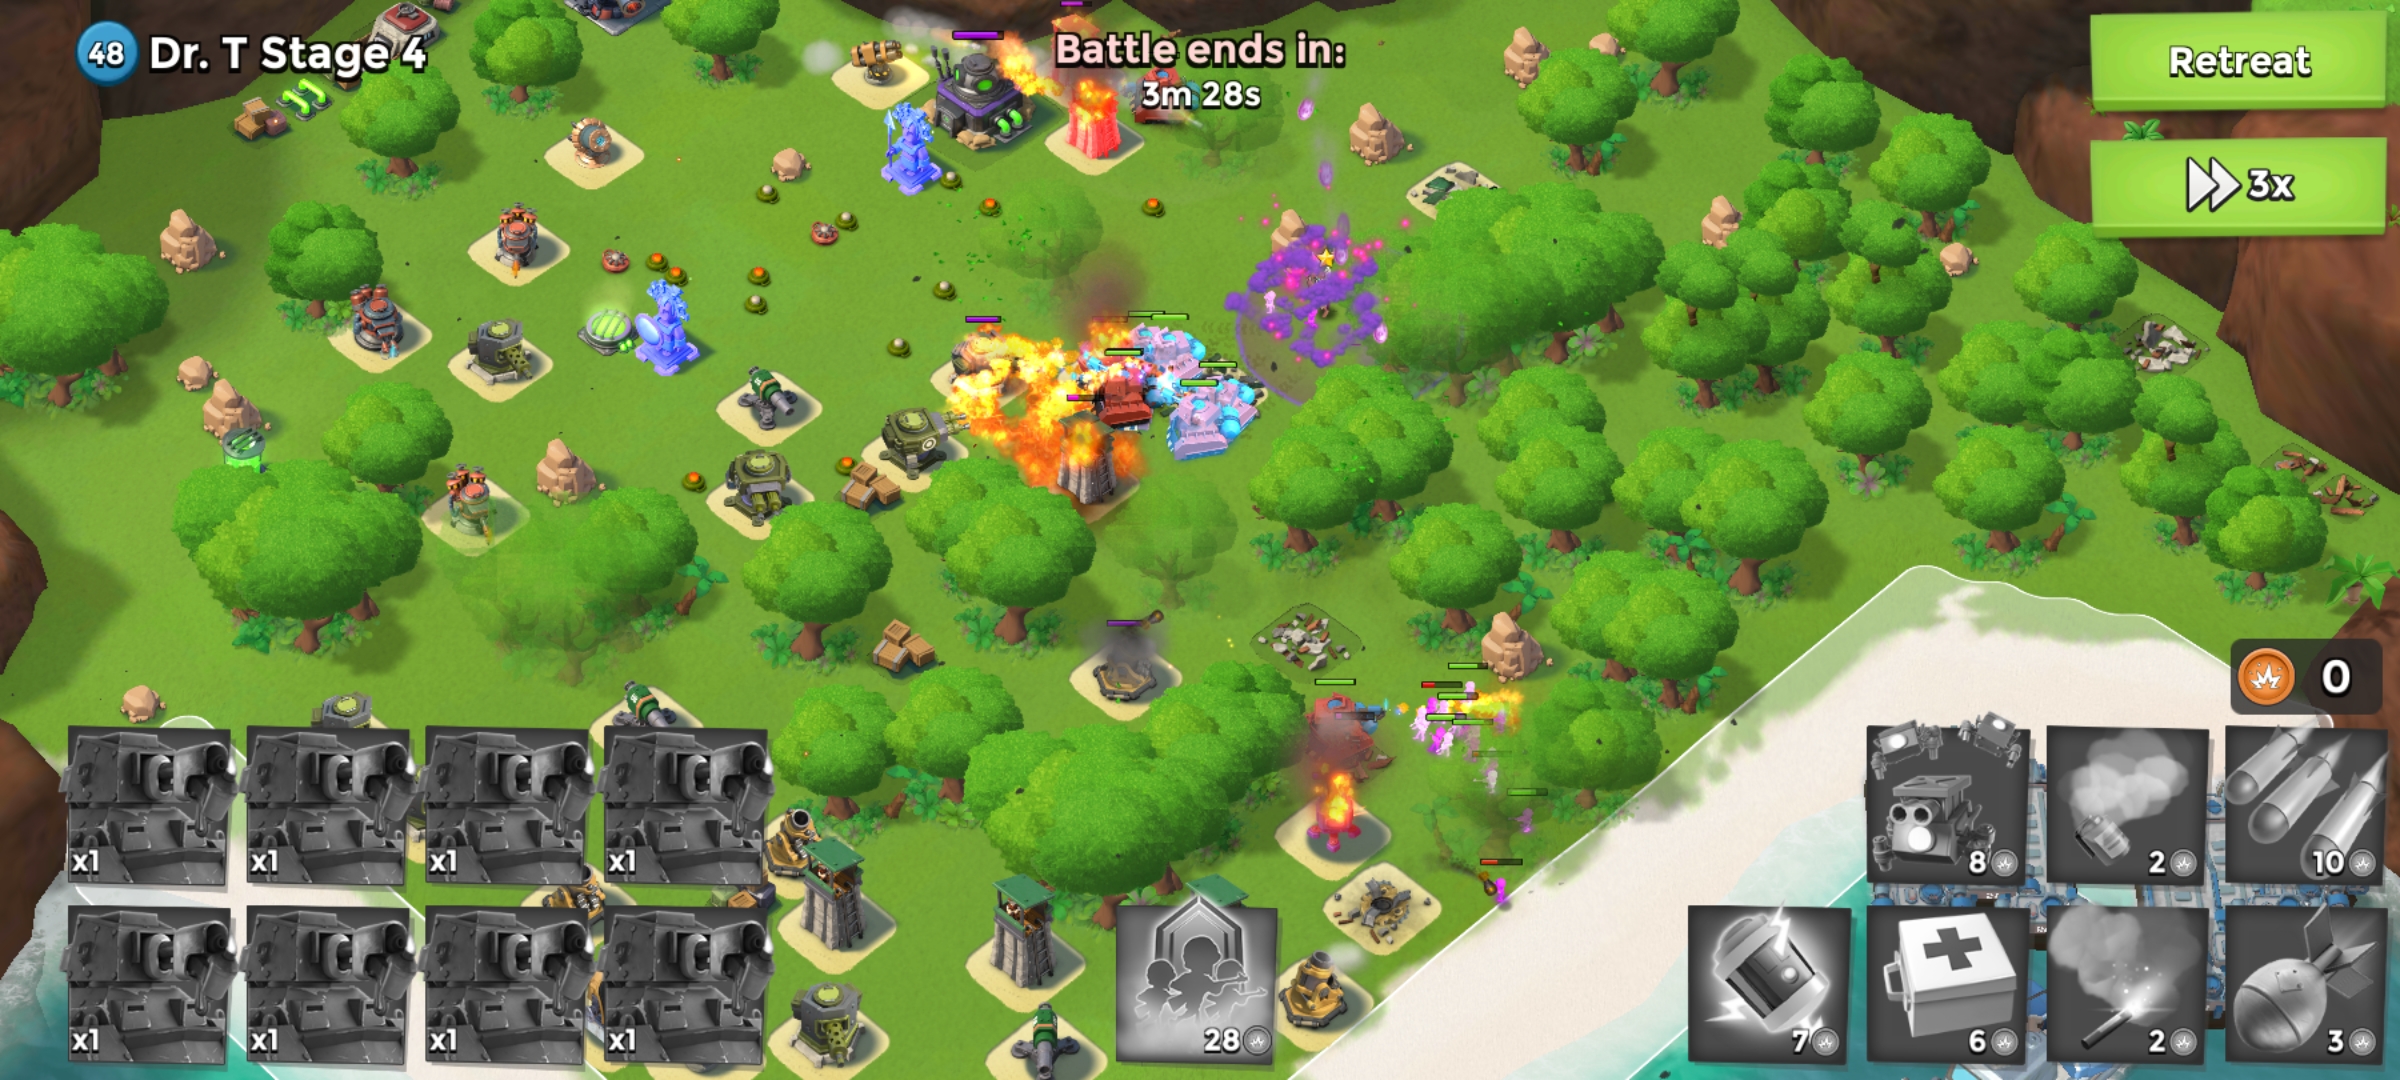 48 Dr. T Stage 4
Battle ends in:
3m 28s
Retreat
3x
0
x1 x1 x1 x1
8 2 10
x1 x1 x1 x1
28
7 6 2 3